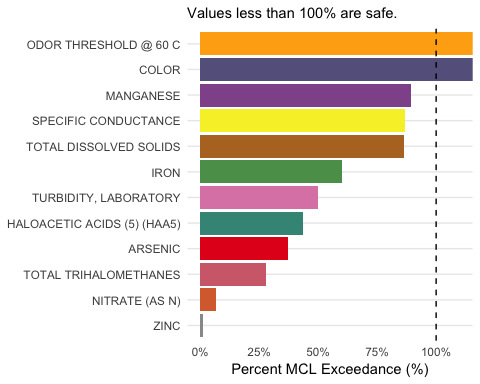 Values less than 100% are safe.
ODOR THRESHOLD @ 60 C
COLOR
MANGANESE
SPECIFIC CONDUCTANCE
TOTAL DISSOLVED SOLIDS
IRON
TURBIDITY, LABORATORY
HALOACETIC ACIDS (5) (HAA5)
ARSENIC
TOTAL TRIHALOMETHANES
NITRATE (AS N)
ZINC
0% 25% 50% 75% 100%
Percent MCL Exceedance (%)